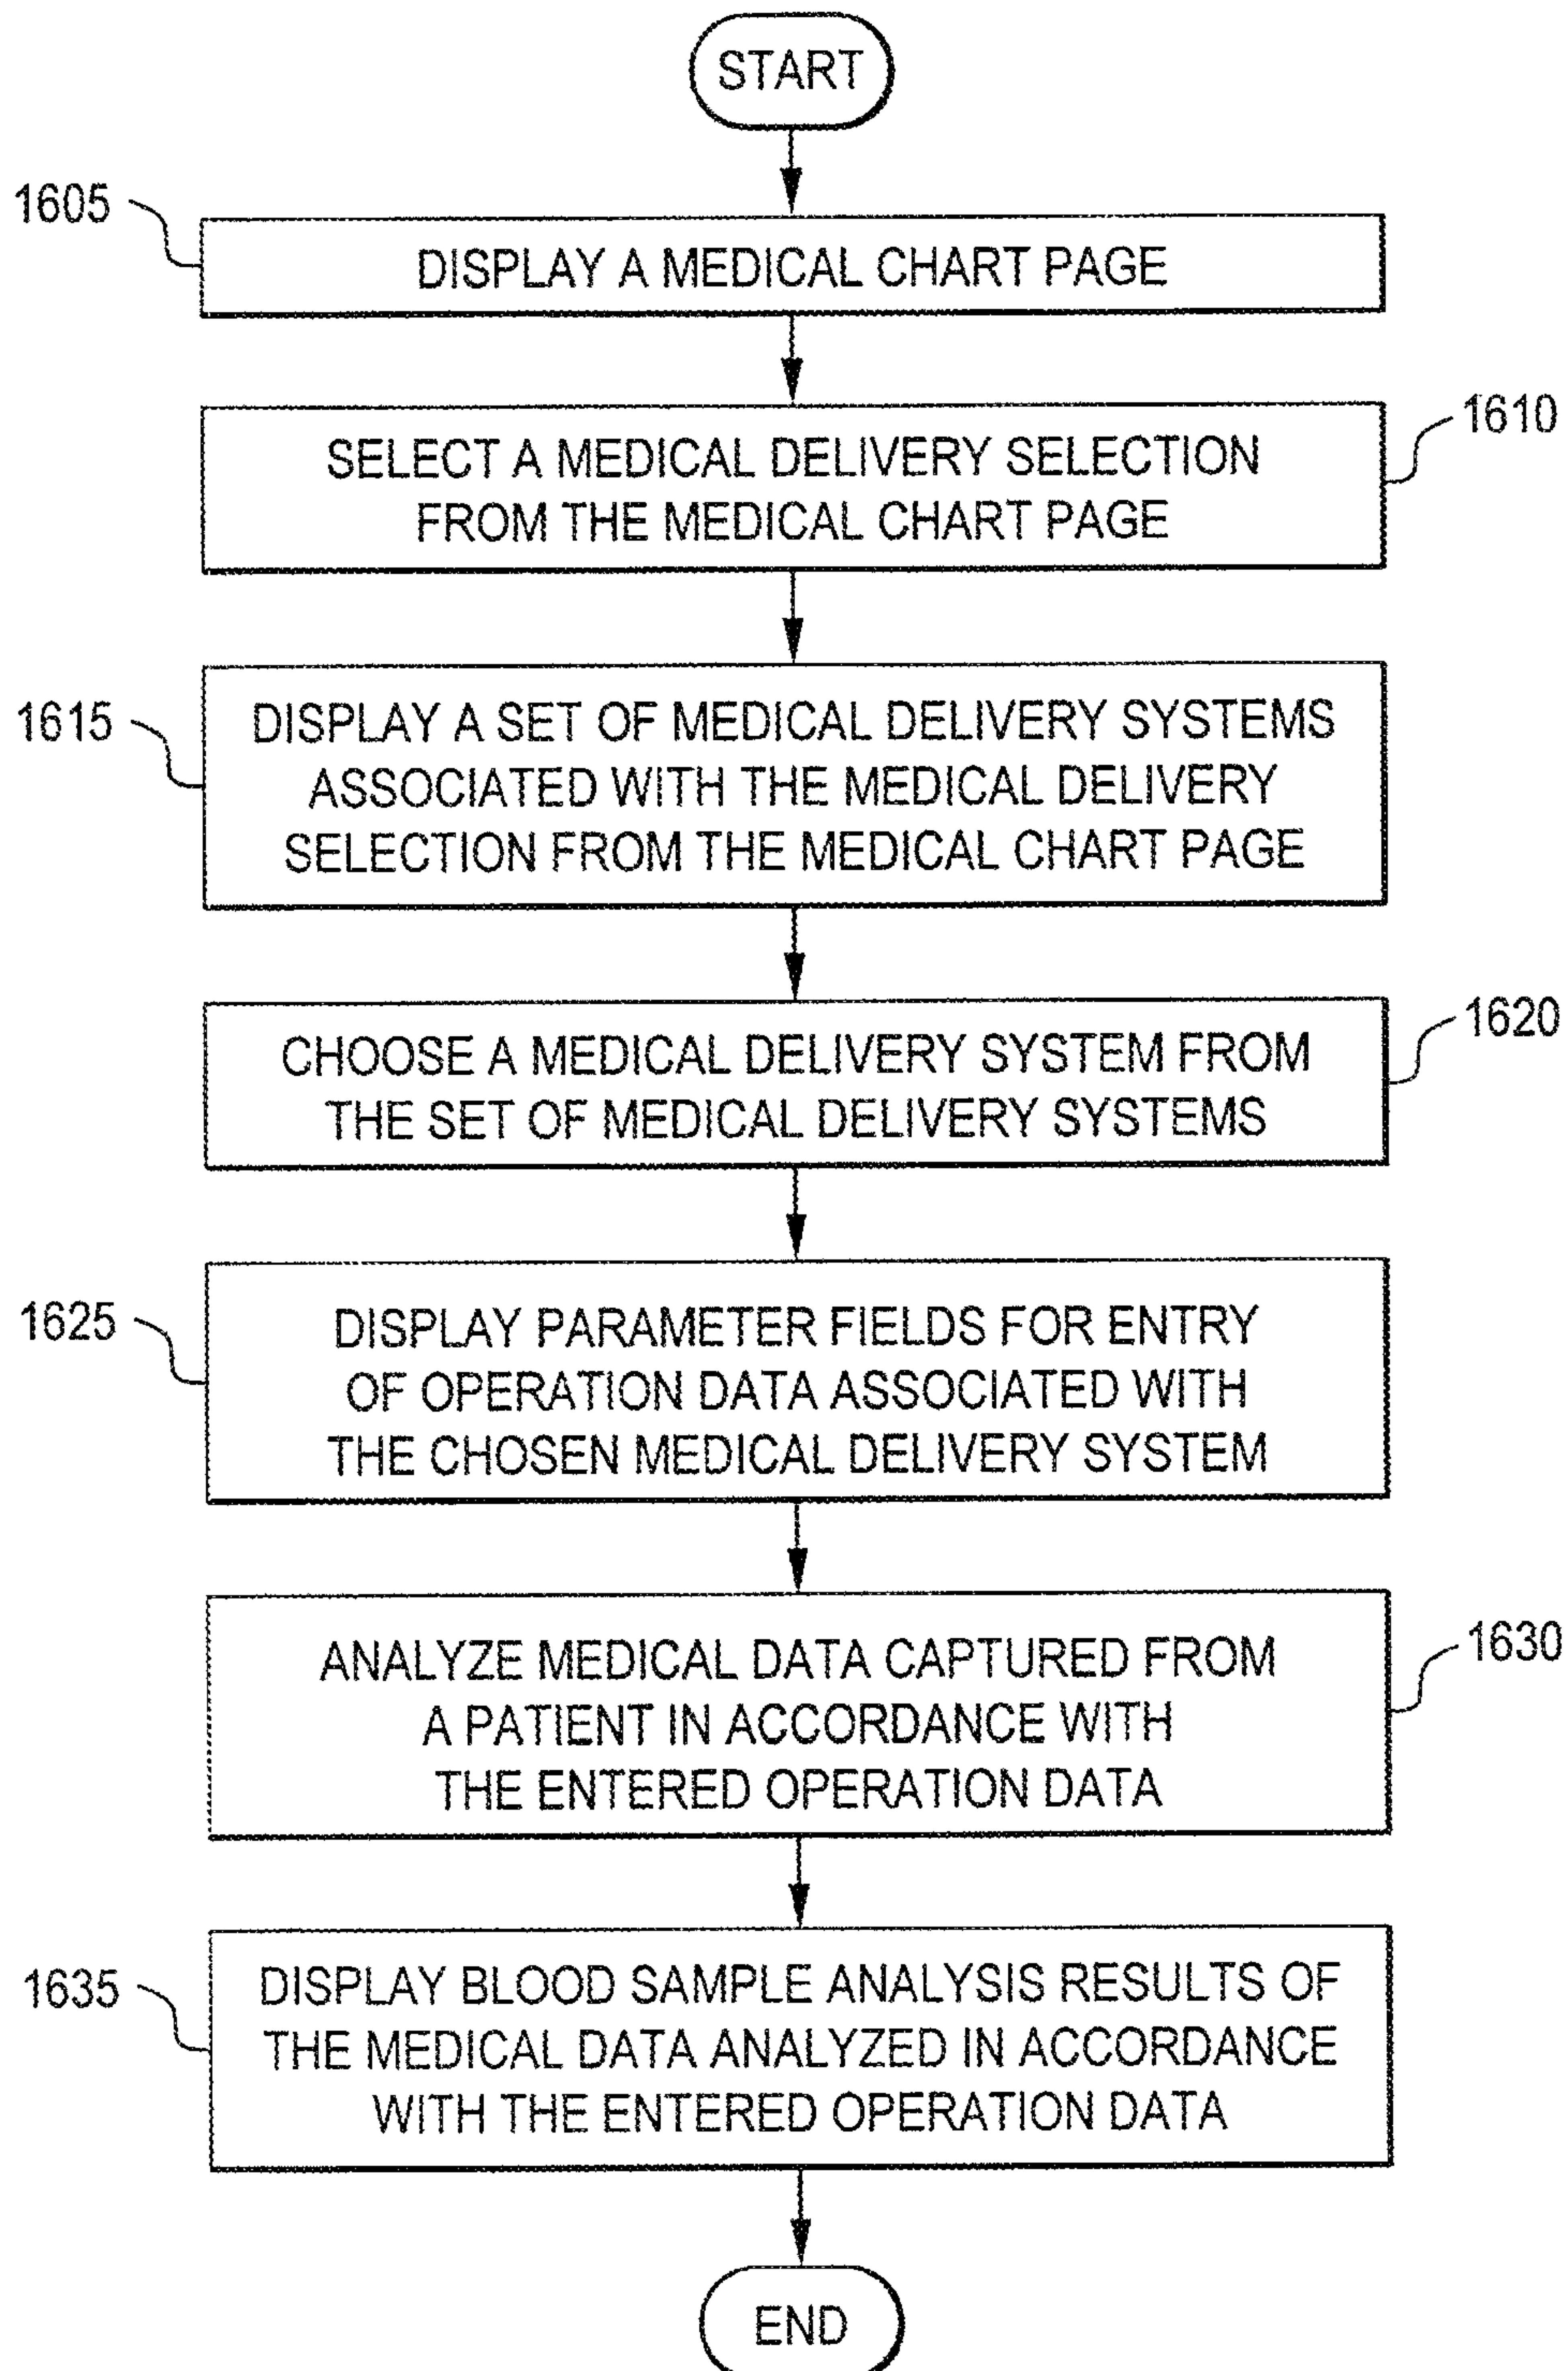 START
1605
DISPLAY A MEDICAL CHART PAGE
1610
SELECT A MEDICAL DELIVERY SELECTION
FROM THE MEDICAL CHART PAGE
1615
DISPLAY A SET OF MEDICAL DELIVERY SYSTEMS
ASSOCIATED WITH THE MEDICAL DELIVERY
SELECTION FROM THE MEDICAL CHART PAGE
1620
CHOOSE A MEDICAL DELIVERY SYSTEM FROM
THE SET OF MEDICAL DELIVERY SYSTEMS
1625
DISPLAY PARAMETER FIELDS FOR ENTRY
OF OPERATION DATA ASSOCIATED WITH
THE CHOSEN MEDICAL DELIVERY SYSTEM
1630
ANALYZE MEDICAL DATA CAPTURED FROM
A PATIENT IN ACCORDANCE WITH
THE ENTERED OPERATION DATA
1635
DISPLAY BLOOD SAMPLE ANALYSIS RESULTS OF
THE MEDICAL DATA ANALYZED IN ACCORDANCE
WITH THE ENTERED OPERATION DATA
END